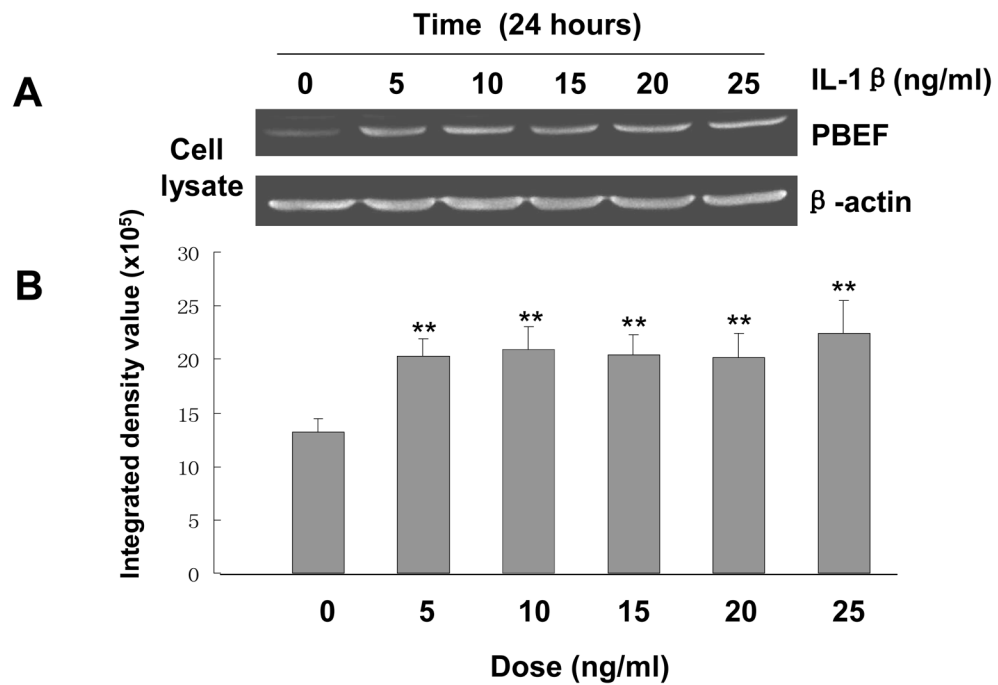 Time (24 hours)
A
0 5 10 15 20 25 IL-1β (ng/ml)
PBEF
Cell
lysate
β-actin
B
Integrated density value (x10⁵)
30
25
20
15
10
5
0
** ** ** ** **
0 5 10 15 20 25
Dose (ng/ml)